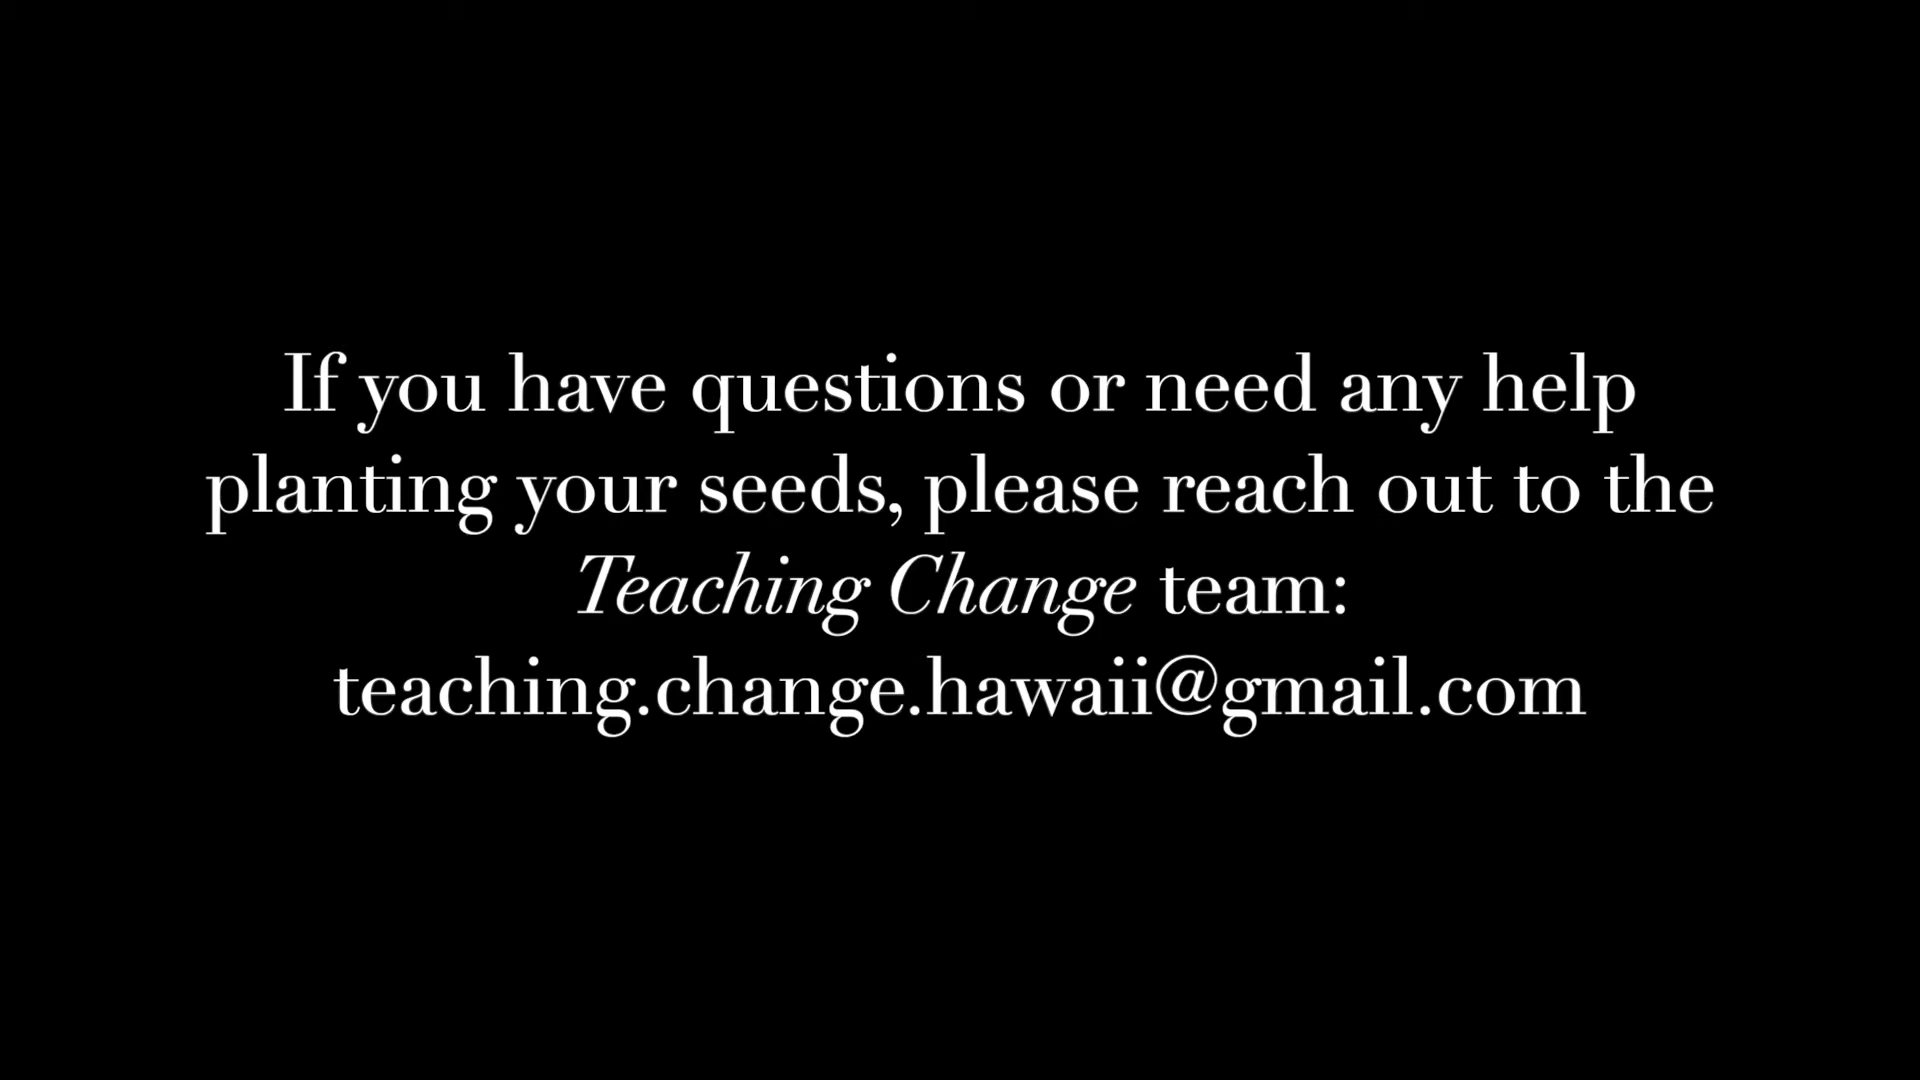 If you have questions or need any help
planting your seeds, please reach out to the
Teaching Change team:
teaching.change.hawaii@gmail.com